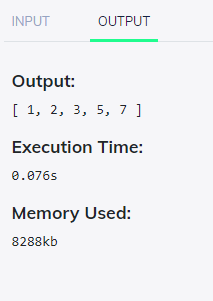 INPUT OUTPUT
Output:
[ 1, 2, 3, 5, 7 ]
Execution Time:
0.076s
Memory Used:
8288kb